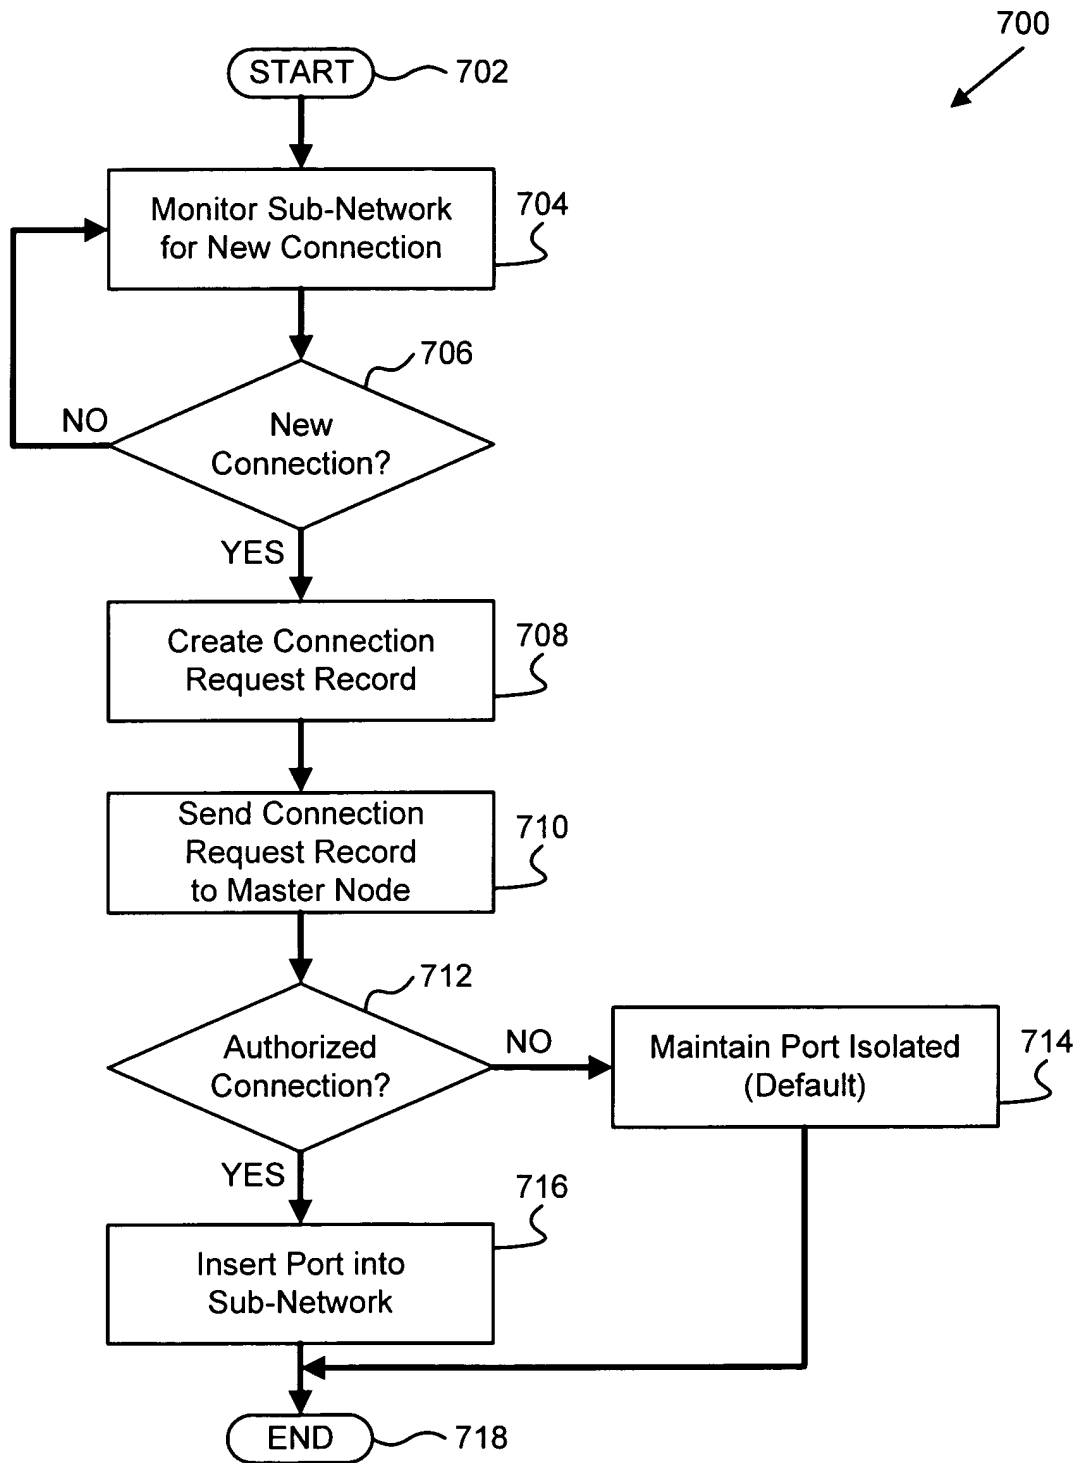 700
START
702
Monitor Sub-Network
for New Connection
704
706
New
Connection?
NO
YES
Create Connection
Request Record
708
Send Connection
Request Record
to Master Node
710
712
Authorized
Connection?
NO
Maintain Port Isolated
(Default)
714
YES
716
Insert Port into
Sub-Network
END
718